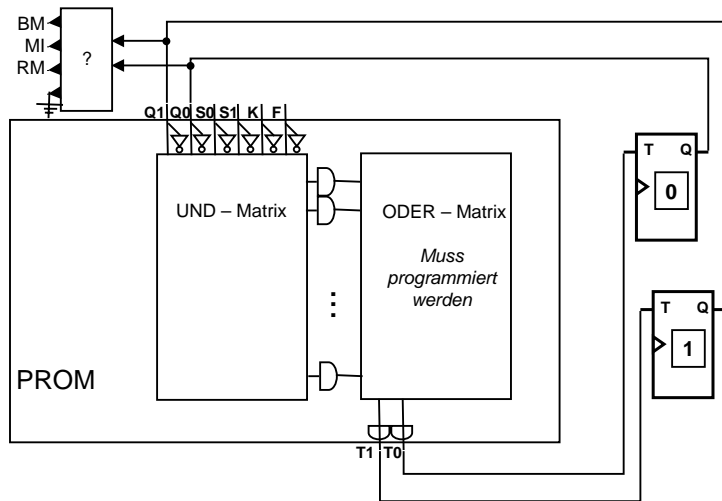 BM
MI
RM
?
Q1 Q0 S0 S1 K F
UND – Matrix
ODER – Matrix
Muss
programmiert
werden
...
PROM
T1 T0
T Q
0
T Q
1